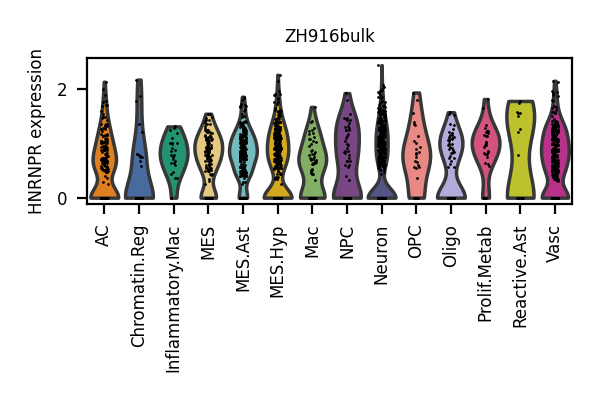 ZH916bulk
HNRNPR expression
2
0
AC
Chromatin.Reg
Inflammatory.Mac
MES
MES.Ast
MES.Hyp
Mac
NPC
Neuron
OPC
Oligo
Prolif.Metab
Reactive.Ast
Vasc